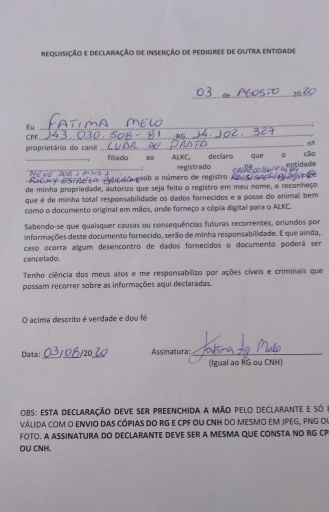 REQUISIÇÃO E DECLARAÇÃO DE INSERÇÃO DE PEDIGREE DE OUTRA ENTIDADE
03 de AGOSTO 2020
Eu FATIMA MELO
CPF 143.030.508-81 ;RG 14.102.327
proprietário do canil LUAR DE PRATA nº
, filiado ao ALKC, declaro que o cão
registrado na entidade
sob o número de registro
de minha propriedade, autorizo que seja feito o registro em meu nome, e reconheço
que é de minha total responsabilidade os dados fornecidos e a posse do animal bem
como o documento original em mãos, onde forneço a cópia digital para o ALKC.
Sabendo-se que quaisquer causas ou consequências futuras recorrentes, oriundos por
informações deste documento fornecido, serão de minha responsabilidade. E que ainda,
caso ocorra algum desencontro de dados fornecidos o documento poderá ser
cancelado.
Tenho ciência dos meus atos e me responsabilizo por ações cíveis e criminais que
possam recorrer sobre as informações aqui declaradas.
O acima descrito é verdade e dou fé
Data: 03/08/2020 Assinatura: Fatima Melo
(Igual ao RG ou CNH)
OBS: ESTA DECLARAÇÃO DEVE SER PREENCHIDA A MÃO PELO DECLARANTE E SÓ É
VÁLIDA COM O ENVIO DAS CÓPIAS DO RG E CPF OU CNH DO MESMO EM JPEG, PNG OU
FOTO. A ASSINATURA DO DECLARANTE DEVE SER A MESMA QUE CONSTA NO RG CPF
OU CNH.